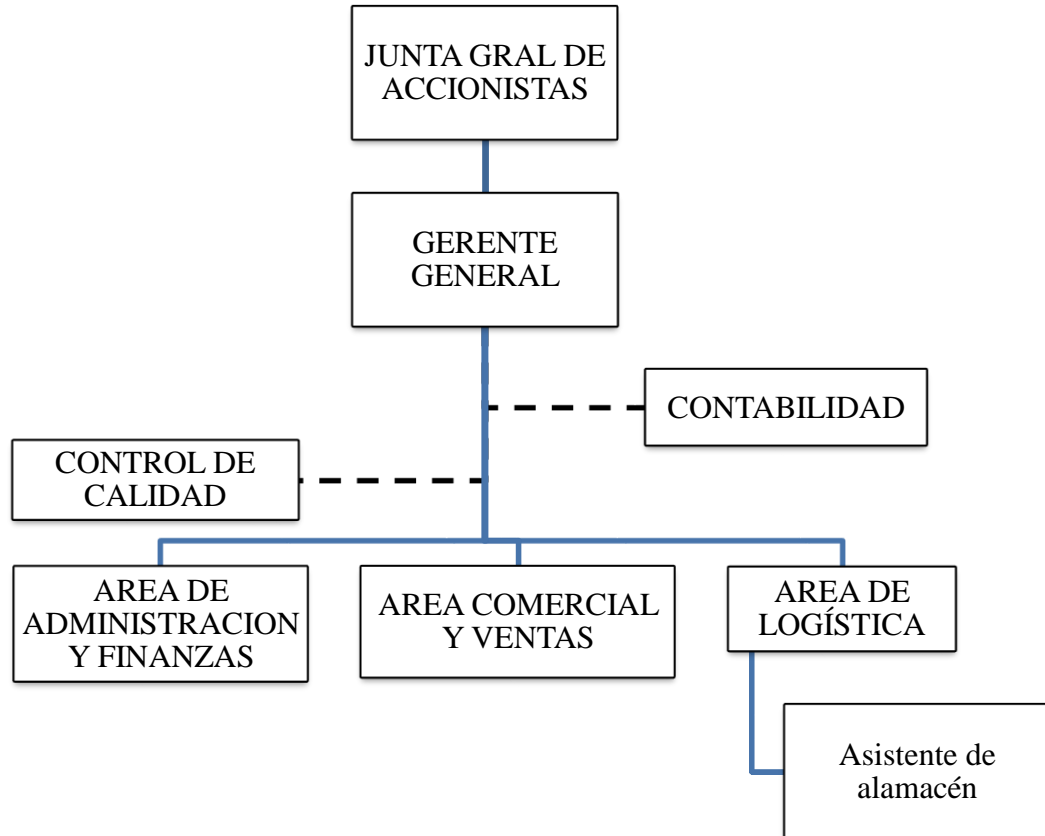 JUNTA GRAL DE
ACCIONISTAS
GERENTE
GENERAL
CONTABILIDAD
CONTROL DE
CALIDAD
AREA DE
ADMINISTRACION
Y FINANZAS
AREA COMERCIAL
Y VENTAS
AREA DE
LOGÍSTICA
Asistente de
alamacén